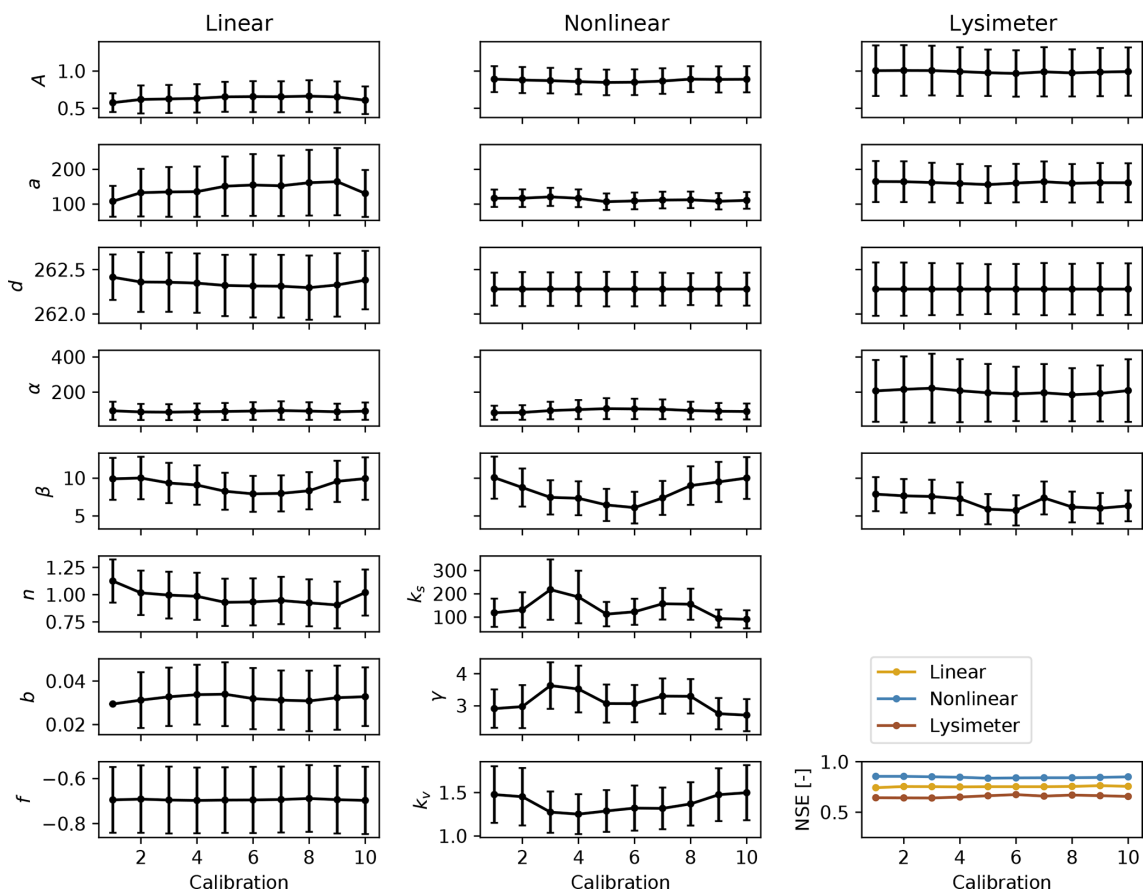 Linear Nonlinear Lysimeter
A 1.0 0.5
a 200 100
d 262.5 262.0
α 400 200
β 10 5
n 1.25 1.00 0.75
k_s 300 200 100
b 0.04 0.02
γ 4 3
Linear
Nonlinear
Lysimeter
f −0.6 −0.8
k_v 1.5 1.0
NSE [-] 1.0 0.5
2 4 6 8 10 2 4 6 8 10 2 4 6 8 10
Calibration Calibration Calibration